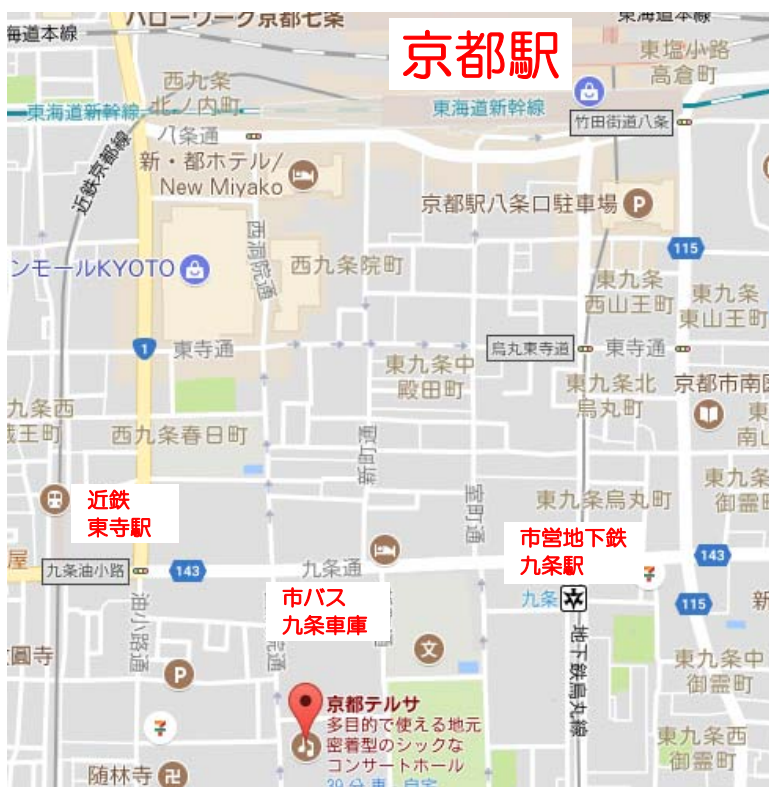 ハローワーク京都七条
海道本線
東海道本線
京都駅
東塩小路
高倉町
西九条
北ノ内町
東海道新幹線
東海道新幹線
竹田街道八条
八条通
近鉄京都線
新・都ホテル/
New Miyako
京都駅八条口駐車場
P
西洞院通
115
ンモールKYOTO
西九条院町
東九条
西山王町
東九条
東山王町
1
東寺通
烏丸東寺道
東寺通
東九条中
殿田町
東九条北
烏丸町
京都市南図
九条西
蔵王町
西九条春日町
東
南山
新町通
室町通
近鉄
東寺駅
東九条烏丸町
東九条
御霊町
市営地下鉄
九条駅
屋
九条油小路
143
九条通
143
7
市バス
九条車庫
九条
115
新
油小路通
院通
圓寺
文
地下鉄烏丸線
東九条中
御霊町
P
京都テルサ
多目的で使える地元
密着型のシックな
コンサートホール
7
東九条西
御霊町
随林寺
卍